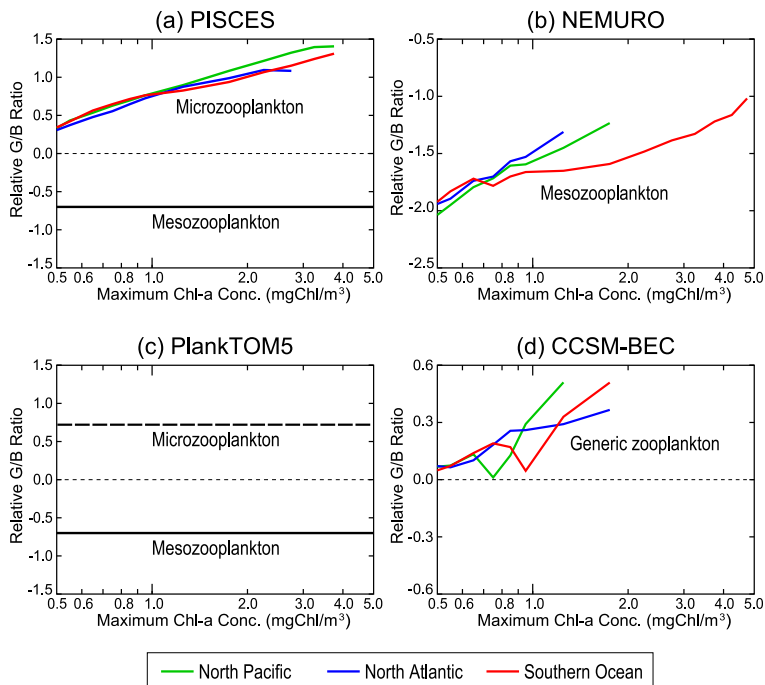 (a) PISCES
Relative G/B Ratio
1.5
1.0
0.5
0.0
-0.5
-1.0
-1.5
Microzooplankton
Mesozooplankton
0.5 0.6 0.8 1.0 2.0 3.0 4.0 5.0
Maximum Chl-a Conc. (mgChl/m³)
(b) NEMURO
Relative G/B Ratio
-0.5
-1.0
-1.5
-2.0
-2.5
Mesozooplankton
0.5 0.6 0.8 1.0 2.0 3.0 4.0 5.0
Maximum Chl-a Conc. (mgChl/m³)
(c) PlankTOM5
Relative G/B Ratio
1.5
1.0
0.5
0.0
-0.5
-1.0
-1.5
Microzooplankton
Mesozooplankton
0.5 0.6 0.8 1.0 2.0 3.0 4.0 5.0
Maximum Chl-a Conc. (mgChl/m³)
(d) CCSM-BEC
Relative G/B Ratio
0.6
0.3
0.0
-0.3
-0.6
Generic zooplankton
0.5 0.6 0.8 1.0 2.0 3.0 4.0 5.0
Maximum Chl-a Conc. (mgChl/m³)
North Pacific North Atlantic Southern Ocean